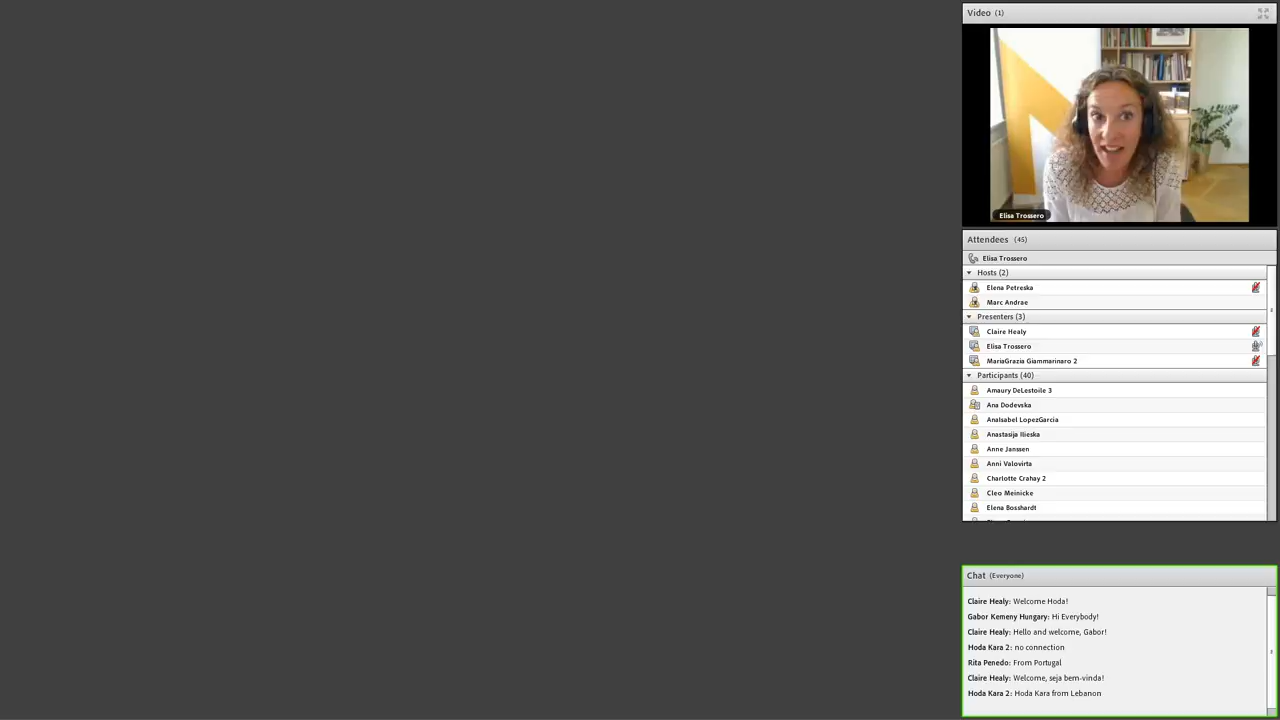 Video (1)
Elisa Trossero
Attendees (45)
Elisa Trossero
Hosts (2)
Elena Petreska
Marc Andrae
Presenters (3)
Claire Healy
Elisa Trossero
MariaGrazia Giammarinaro 2
Participants (40)
Amaury DeLestoile 3
Ana Dodevska
AnaIsabel LopezGarcia
Anastasija Ilieska
Anne Janssen
Anni Valovirta
Charlotte Crahay 2
Cleo Meinicke
Elena Bosshardt
Chat (Everyone)
Claire Healy: Welcome Hoda!
Gabor Kemeny Hungary: Hi Everybody!
Claire Healy: Hello and welcome, Gabor!
Hoda Kara 2: no connection
Rita Penedo: From Portugal
Claire Healy: Welcome, seja bem-vinda!
Hoda Kara 2: Hoda Kara from Lebanon